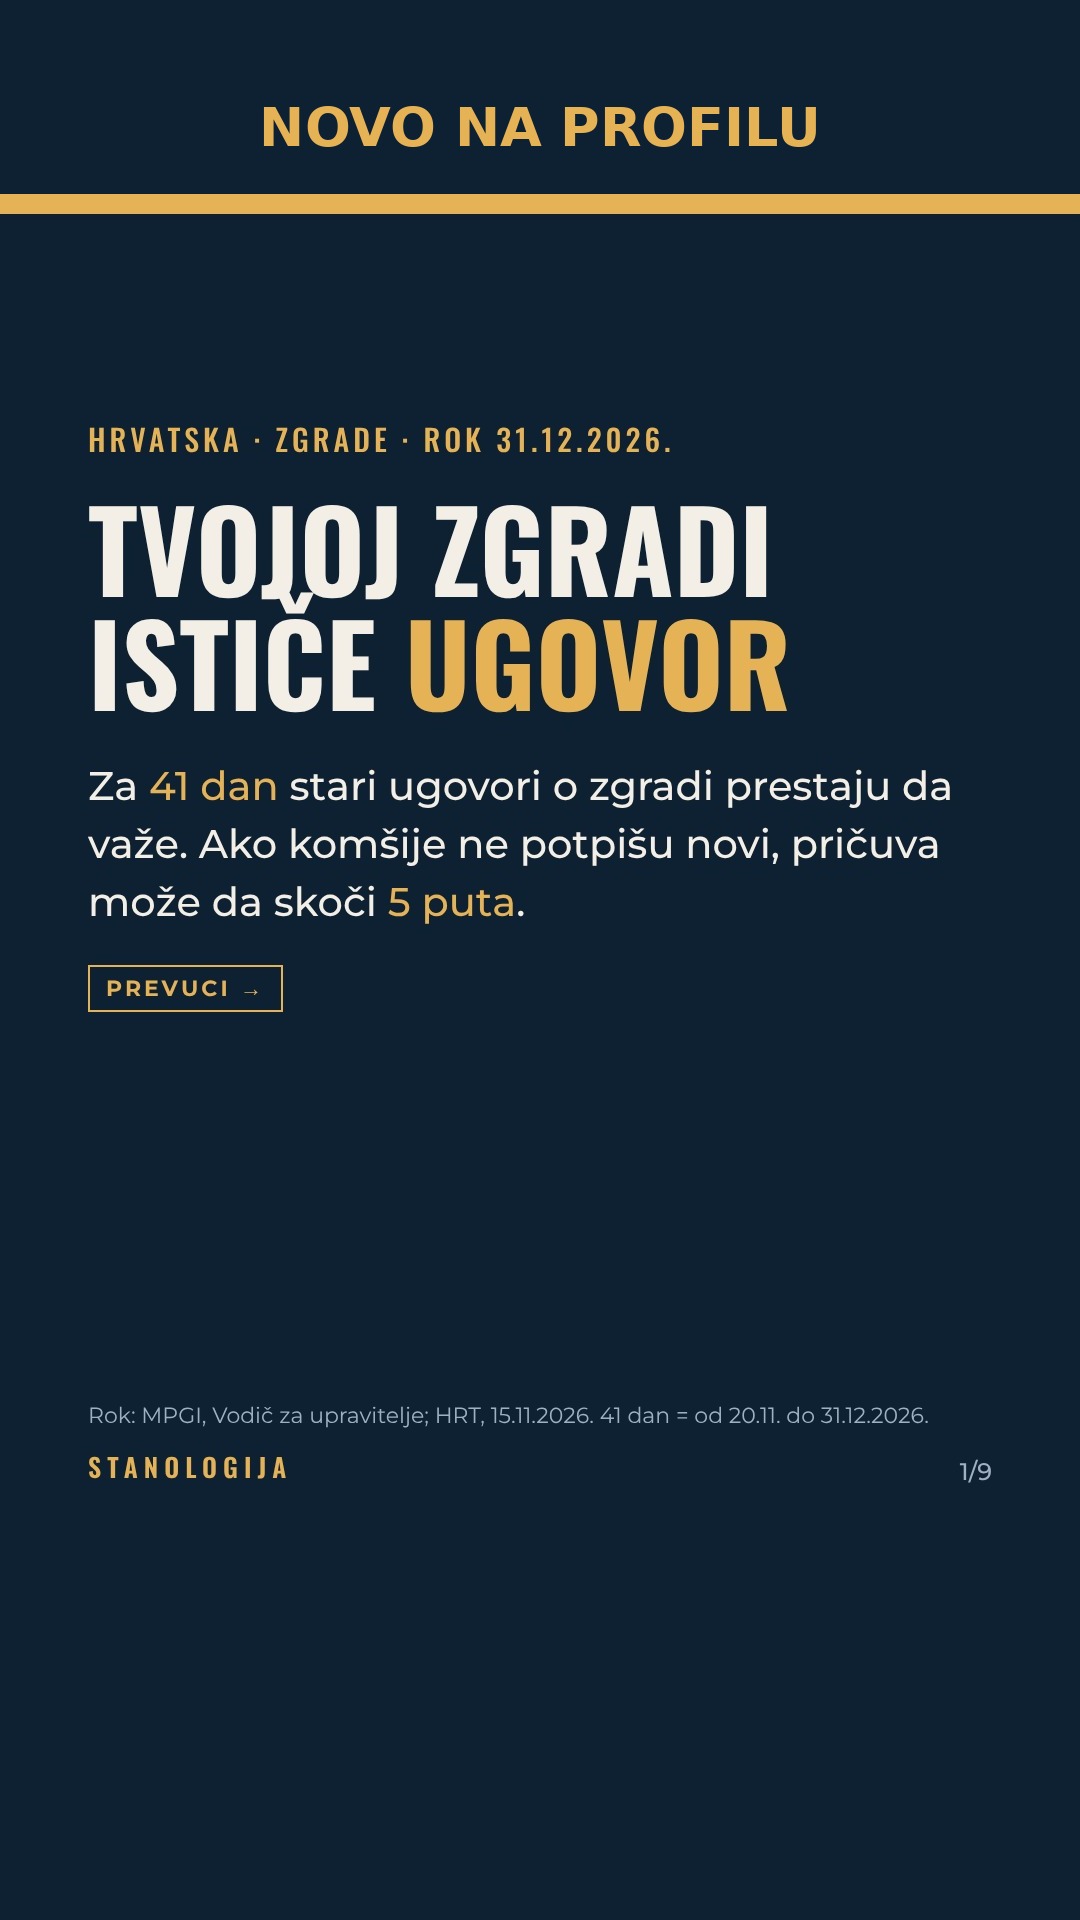 NOVO NA PROFILU
HRVATSKA · ZGRADE · ROK 31.12.2026.
TVOJOJ ZGRADI
ISTIČE UGOVOR
Za 41 dan stari ugovori o zgradi prestaju da
važe. Ako komšije ne potpišu novi, pričuva
može da skoči 5 puta.
PREVUCI →
Rok: MPGI, Vodič za upravitelje; HRT, 15.11.2026. 41 dan = od 20.11. do 31.12.2026.
STANOLOGIJA
1/9